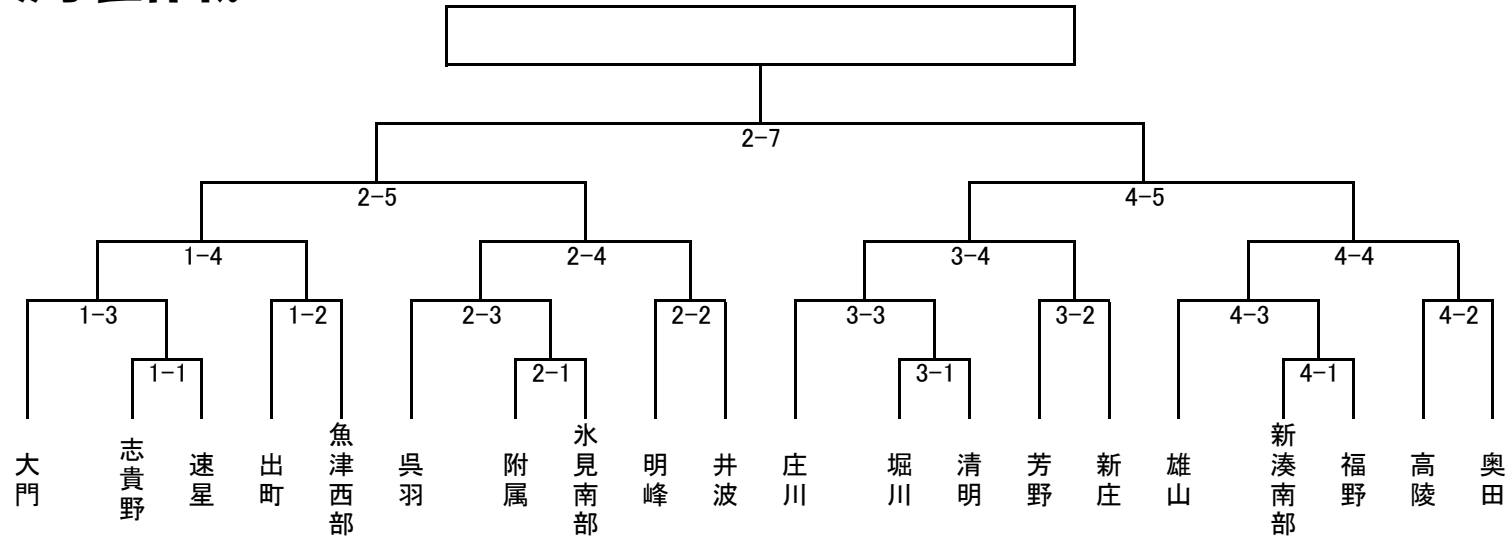 2-7
2-5
4-5
1-4
2-4
3-4
4-4
1-3
1-2
2-3
2-2
3-3
3-2
4-3
4-2
1-1
2-1
3-1
4-1
大門
志貴野
速星
出町
魚津西部
呉羽
附属
氷見南部
明峰
井波
庄川
堀川
清明
芳野
新庄
雄山
新湊南部
福野
高陵
奥田